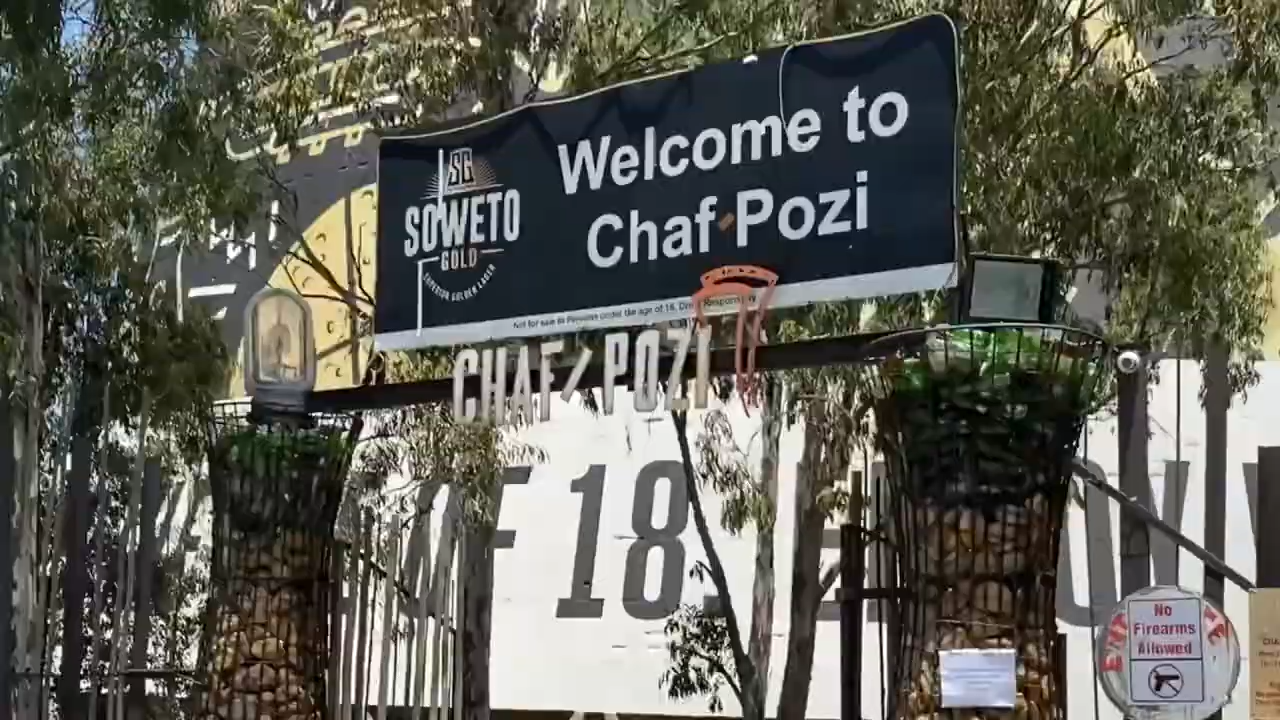 Welcome to
Chaf Pozi
SG
SOWETO
GOLD
SUPERIOR GOLDEN LAGER
Not for sale to Persons under the age of 18. Drink Responsibly
CHAF POZI
F 18.
No
Firearms
Allowed